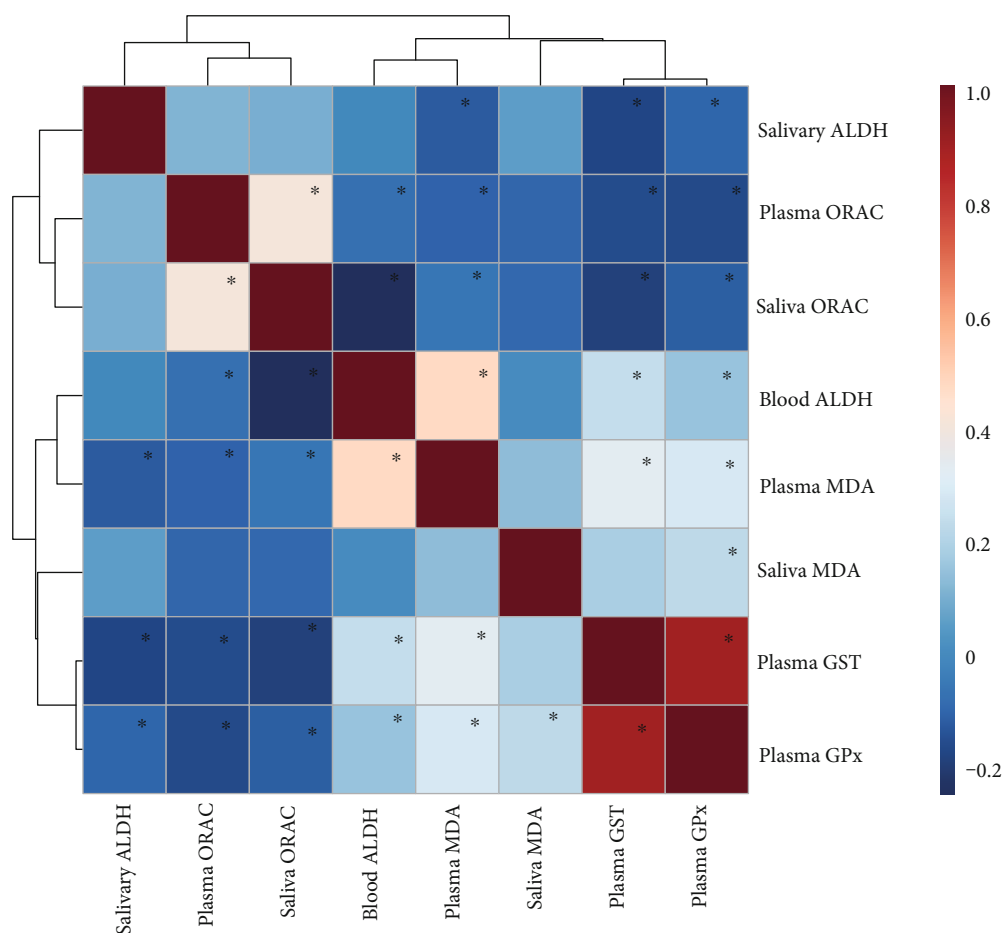 * * *
Salivary ALDH
* * * * *
Plasma ORAC
* * * * *
Saliva ORAC
* * * * *
Blood ALDH
* * * * * *
Plasma MDA
*
Saliva MDA
* * * * * *
Plasma GST
* * * * * * *
Plasma GPx
1.0
0.8
0.6
0.4
0.2
0
−0.2
Salivary ALDH
Plasma ORAC
Saliva ORAC
Blood ALDH
Plasma MDA
Saliva MDA
Plasma GST
Plasma GPx